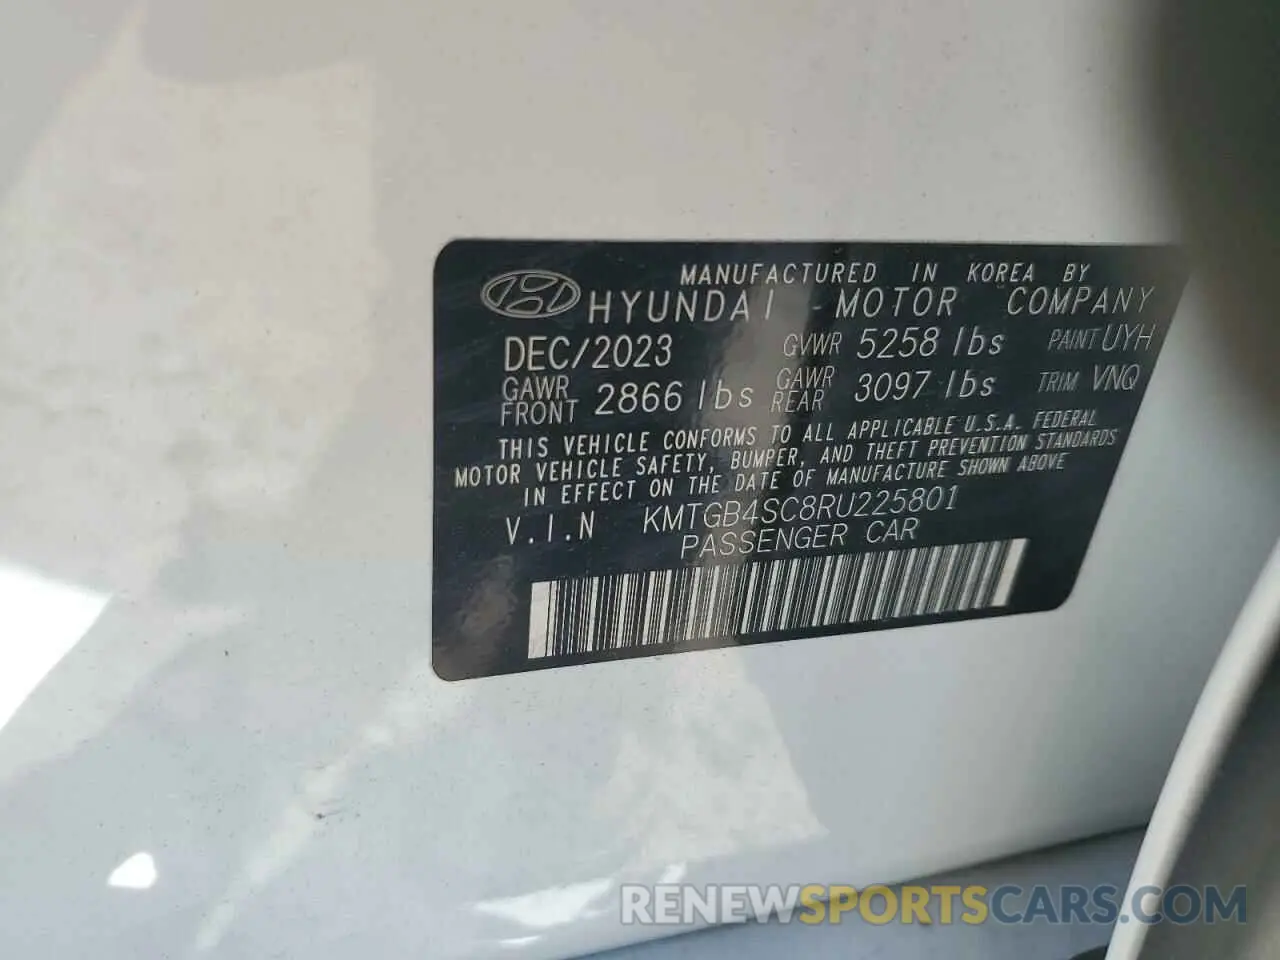 MANUFACTURED IN KOREA BY
HYUNDAI MOTOR COMPANY
DEC/2023 GVWR 5258 lbs PAINT UYH
GAWR FRONT 2866 lbs GAWR REAR 3097 lbs TRIM VNQ
THIS VEHICLE CONFORMS TO ALL APPLICABLE U.S.A. FEDERAL
MOTOR VEHICLE SAFETY, BUMPER, AND THEFT PREVENTION STANDARDS
IN EFFECT ON THE DATE OF MANUFACTURE SHOWN ABOVE
V.I.N KMTGB4SC8RU225801
PASSENGER CAR
RENEWSPORTSCARS.COM